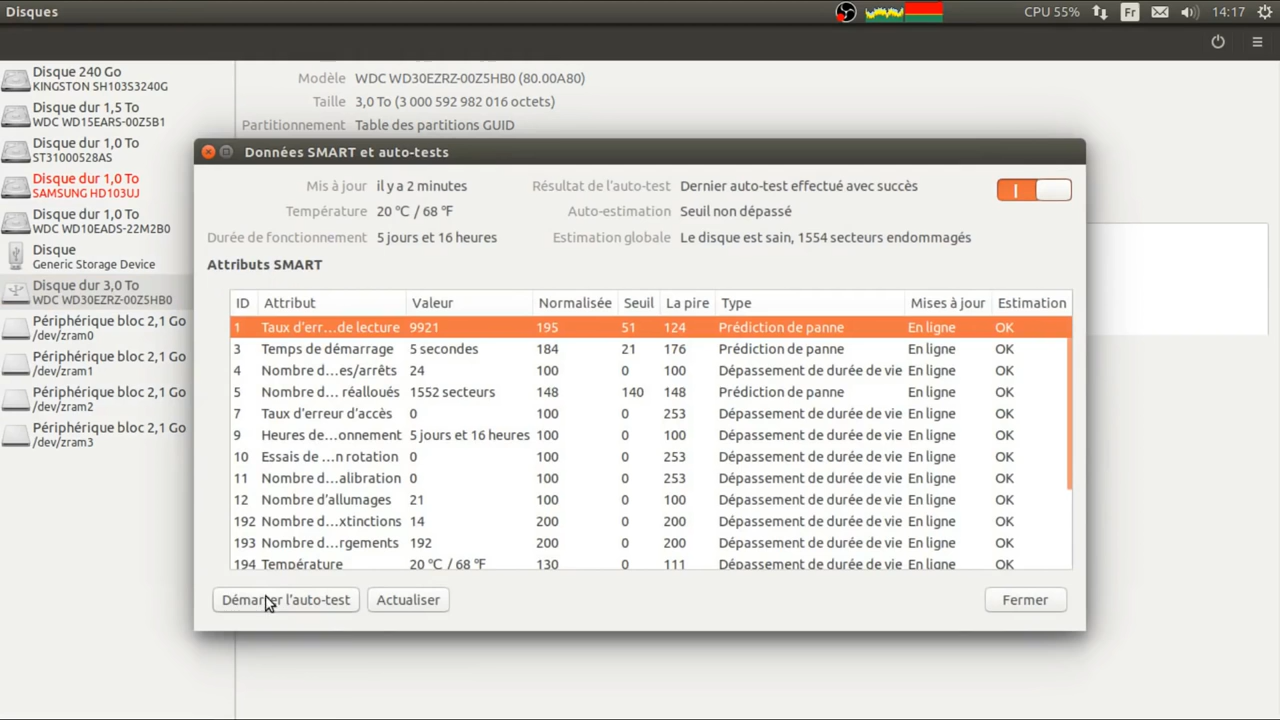 Disques
CPU 55%
Fr
14:17
Disque 240 Go
KINGSTON SH103S3240G
Disque dur 1,5 To
WDC WD15EARS-00Z5B1
Disque dur 1,0 To
ST31000528AS
Disque dur 1,0 To
SAMSUNG HD103UJ
Disque dur 1,0 To
WDC WD10EADS-22M2B0
Disque
Generic Storage Device
Disque dur 3,0 To
WDC WD30EZRZ-00Z5HB0
Périphérique bloc 2,1 Go
/dev/zram0
Périphérique bloc 2,1 Go
/dev/zram1
Périphérique bloc 2,1 Go
/dev/zram2
Périphérique bloc 2,1 Go
/dev/zram3
Modèle WDC WD30EZRZ-00Z5HB0 (80.00A80)
Taille 3,0 To (3 000 592 982 016 octets)
Partitionnement Table des partitions GUID
Données SMART et auto-tests
Mis à jour il y a 2 minutes Résultat de l'auto-test Dernier auto-test effectué avec succès
Température 20 °C / 68 °F Auto-estimation Seuil non dépassé
Durée de fonctionnement 5 jours et 16 heures Estimation globale Le disque est sain, 1554 secteurs endommagés
Attributs SMART
ID Attribut Valeur Normalisée Seuil La pire Type Mises à jour Estimation
1 Taux d'err…de lecture 9921 195 51 124 Prédiction de panne En ligne OK
3 Temps de démarrage 5 secondes 184 21 176 Prédiction de panne En ligne OK
4 Nombre d…es/arrêts 24 100 0 100 Dépassement de durée de vie En ligne OK
5 Nombre d… réalloués 1552 secteurs 148 140 148 Prédiction de panne En ligne OK
7 Taux d'erreur d'accès 0 100 0 253 Dépassement de durée de vie En ligne OK
9 Heures de…onnement 5 jours et 16 heures 100 0 100 Dépassement de durée de vie En ligne OK
10 Essais de …n rotation 0 100 0 253 Dépassement de durée de vie En ligne OK
11 Nombre d…alibration 0 100 0 253 Dépassement de durée de vie En ligne OK
12 Nombre d'allumages 21 100 0 100 Dépassement de durée de vie En ligne OK
192 Nombre d…xtinctions 14 200 0 200 Dépassement de durée de vie En ligne OK
193 Nombre d…rgements 192 200 0 200 Dépassement de durée de vie En ligne OK
194 Température 20 °C / 68 °F 130 0 111 Dépassement de durée de vie En ligne OK
Démarrer l'auto-test Actualiser Fermer